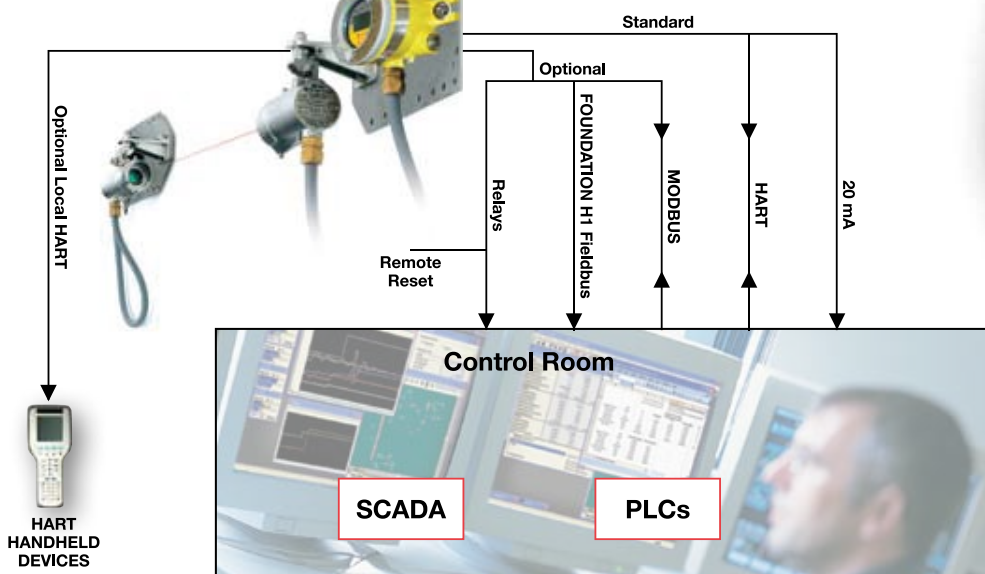 Standard
Optional
Optional Local HART
Relays
FOUNDATION H1 Fieldbus
MODBUS
HART
20 mA
Remote
Reset
Control Room
SCADA
PLCs
HART
HANDHELD
DEVICES